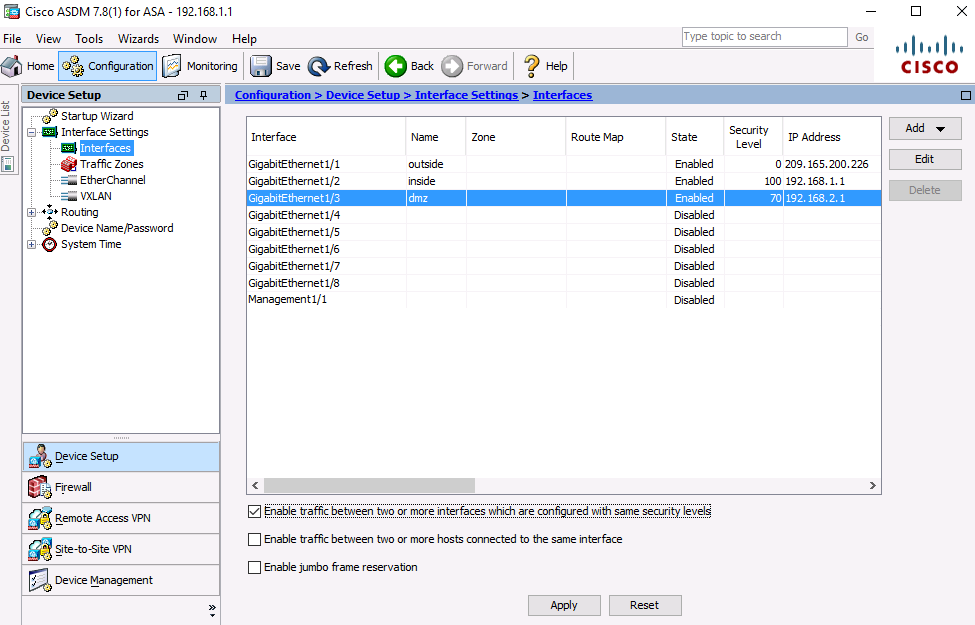 Cisco ASDM 7.8(1) for ASA - 192.168.1.1
File View Tools Wizards Window Help
Type topic to search Go
Home Configuration Monitoring Save Refresh Back Forward Help
CISCO
Device List
Device Setup
Startup Wizard
Interface Settings
Interfaces
Traffic Zones
EtherChannel
VXLAN
Routing
Device Name/Password
System Time
Device Setup
Firewall
Remote Access VPN
Site-to-Site VPN
Device Management
Configuration > Device Setup > Interface Settings > Interfaces
Interface Name Zone Route Map State Security Level IP Address
GigabitEthernet1/1 outside Enabled 0 209.165.200.226
GigabitEthernet1/2 inside Enabled 100 192.168.1.1
GigabitEthernet1/3 dmz Enabled 70 192.168.2.1
GigabitEthernet1/4 Disabled
GigabitEthernet1/5 Disabled
GigabitEthernet1/6 Disabled
GigabitEthernet1/7 Disabled
GigabitEthernet1/8 Disabled
Management1/1 Disabled
Add
Edit
Delete
Enable traffic between two or more interfaces which are configured with same security levels
Enable traffic between two or more hosts connected to the same interface
Enable jumbo frame reservation
Apply Reset